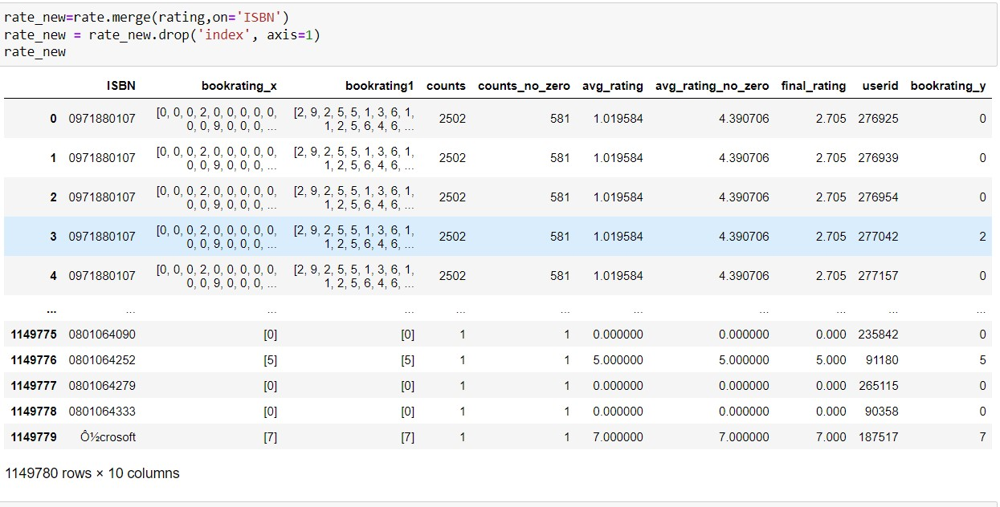 rate_new=rate.merge(rating,on='ISBN')
rate_new = rate_new.drop('index', axis=1)
rate_new
ISBN bookrating_x bookrating1 counts counts_no_zero avg_rating avg_rating_no_zero final_rating userid bookrating_y
0 0971880107 [0, 0, 0, 2, 0, 0, 0, 0, 0, [2, 9, 2, 5, 5, 1, 3, 6, 1, 2502 581 1.019584 4.390706 2.705 276925 0
0, 0, 9, 0, 0, 0, ... 1, 2, 5, 6, 4, 6, ...
1 0971880107 [0, 0, 0, 2, 0, 0, 0, 0, 0, [2, 9, 2, 5, 5, 1, 3, 6, 1, 2502 581 1.019584 4.390706 2.705 276939 0
0, 0, 9, 0, 0, 0, ... 1, 2, 5, 6, 4, 6, ...
2 0971880107 [0, 0, 0, 2, 0, 0, 0, 0, 0, [2, 9, 2, 5, 5, 1, 3, 6, 1, 2502 581 1.019584 4.390706 2.705 276954 0
0, 0, 9, 0, 0, 0, ... 1, 2, 5, 6, 4, 6, ...
3 0971880107 [0, 0, 0, 2, 0, 0, 0, 0, 0, [2, 9, 2, 5, 5, 1, 3, 6, 1, 2502 581 1.019584 4.390706 2.705 277042 2
0, 0, 9, 0, 0, 0, ... 1, 2, 5, 6, 4, 6, ...
4 0971880107 [0, 0, 0, 2, 0, 0, 0, 0, 0, [2, 9, 2, 5, 5, 1, 3, 6, 1, 2502 581 1.019584 4.390706 2.705 277157 0
0, 0, 9, 0, 0, 0, ... 1, 2, 5, 6, 4, 6, ...
... ... ... ... ... ... ... ... ... ... ...
1149775 0801064090 [0] [0] 1 1 0.000000 0.000000 0.000 235842 0
1149776 0801064252 [5] [5] 1 1 5.000000 5.000000 5.000 91180 5
1149777 0801064279 [0] [0] 1 1 0.000000 0.000000 0.000 265115 0
1149778 0801064333 [0] [0] 1 1 0.000000 0.000000 0.000 90358 0
1149779 Ô½crosoft [7] [7] 1 1 7.000000 7.000000 7.000 187517 7
1149780 rows × 10 columns